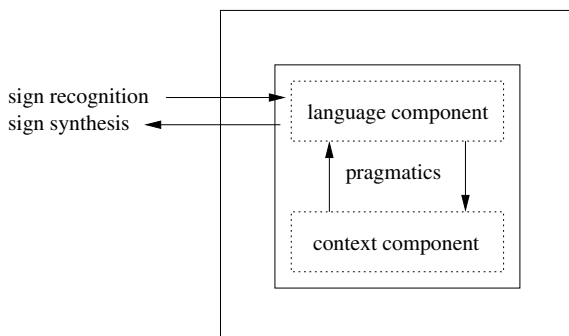 sign recognition
sign synthesis
language component
pragmatics
context component